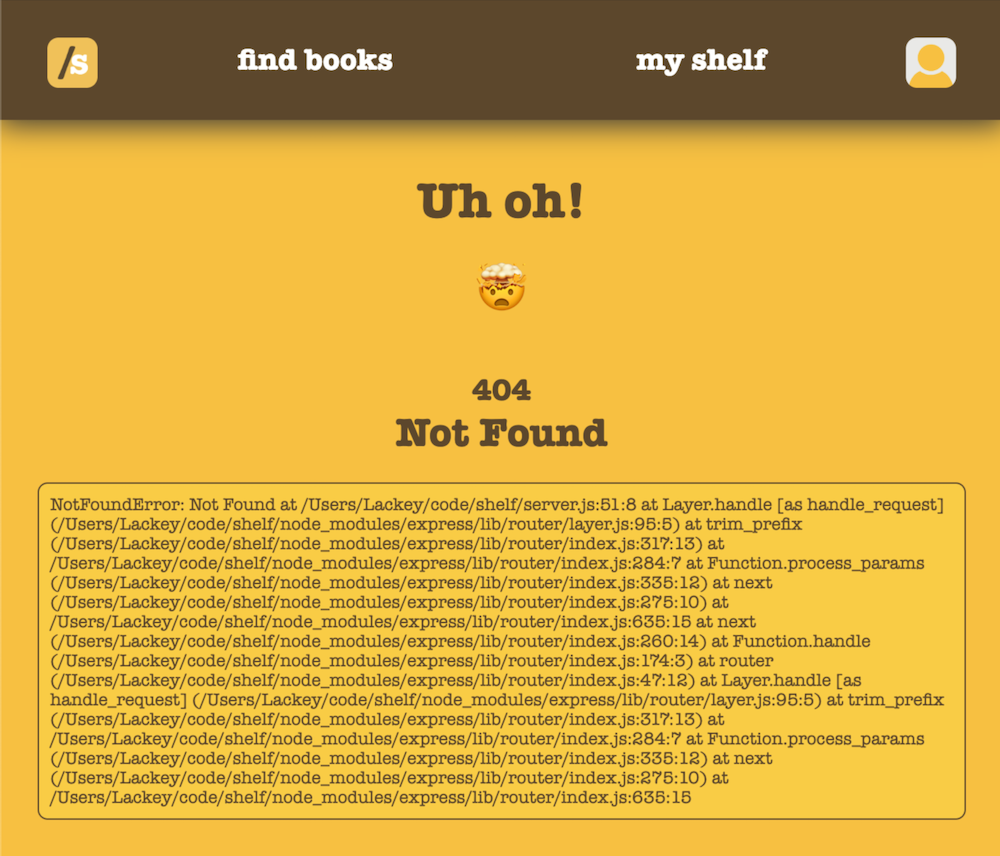 /s
find books
my shelf
Uh oh!
404
Not Found
NotFoundError: Not Found at /Users/Lackey/code/shelf/server.js:51:8 at Layer.handle [as handle_request]
(/Users/Lackey/code/shelf/node_modules/express/lib/router/layer.js:95:5) at trim_prefix
(/Users/Lackey/code/shelf/node_modules/express/lib/router/index.js:317:13) at
/Users/Lackey/code/shelf/node_modules/express/lib/router/index.js:284:7 at Function.process_params
(/Users/Lackey/code/shelf/node_modules/express/lib/router/index.js:335:12) at next
(/Users/Lackey/code/shelf/node_modules/express/lib/router/index.js:275:10) at
/Users/Lackey/code/shelf/node_modules/express/lib/router/index.js:635:15 at next
(/Users/Lackey/code/shelf/node_modules/express/lib/router/index.js:260:14) at Function.handle
(/Users/Lackey/code/shelf/node_modules/express/lib/router/index.js:174:3) at router
(/Users/Lackey/code/shelf/node_modules/express/lib/router/index.js:47:12) at Layer.handle [as
handle_request] (/Users/Lackey/code/shelf/node_modules/express/lib/router/layer.js:95:5) at trim_prefix
(/Users/Lackey/code/shelf/node_modules/express/lib/router/index.js:317:13) at
/Users/Lackey/code/shelf/node_modules/express/lib/router/index.js:284:7 at Function.process_params
(/Users/Lackey/code/shelf/node_modules/express/lib/router/index.js:335:12) at next
(/Users/Lackey/code/shelf/node_modules/express/lib/router/index.js:275:10) at
/Users/Lackey/code/shelf/node_modules/express/lib/router/index.js:635:15